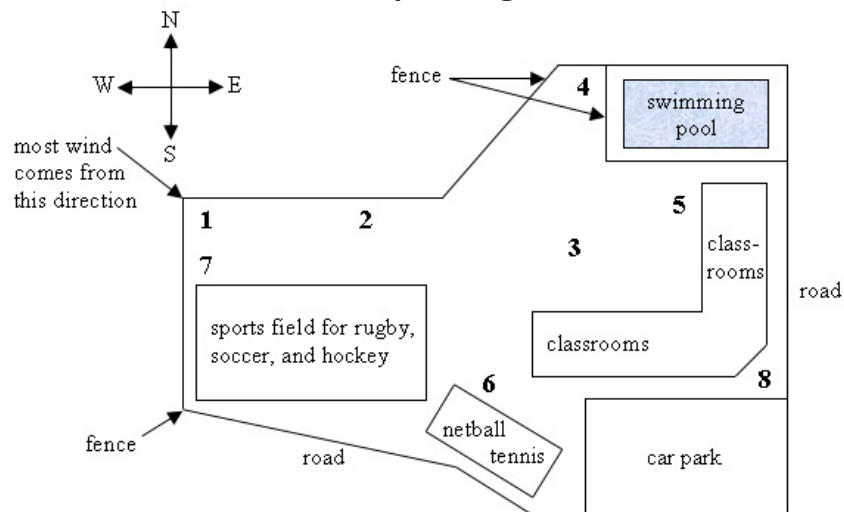 N
W
E
S
most wind
comes from
this direction
fence
4
swimming
pool
1
2
5
3
class-
rooms
7
road
sports field for rugby,
soccer, and hockey
classrooms
6
8
netball
tennis
fence
road
car park